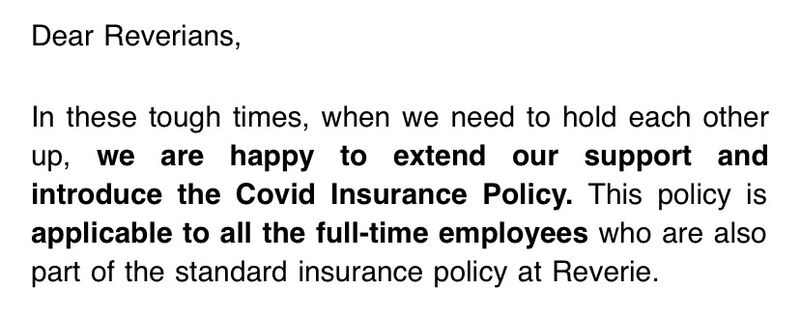 Dear Reverians,
In these tough times, when we need to hold each other
up, we are happy to extend our support and
introduce the Covid Insurance Policy. This policy is
applicable to all the full-time employees who are also
part of the standard insurance policy at Reverie.